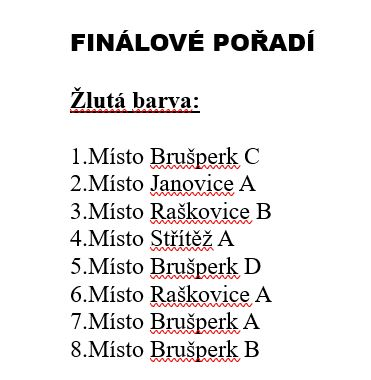 FINÁLOVÉ POŘADÍ
Žlutá barva:
1.Místo Brušperk C
2.Místo Janovice A
3.Místo Raškovice B
4.Místo Střítěž A
5.Místo Brušperk D
6.Místo Raškovice A
7.Místo Brušperk A
8.Místo Brušperk B